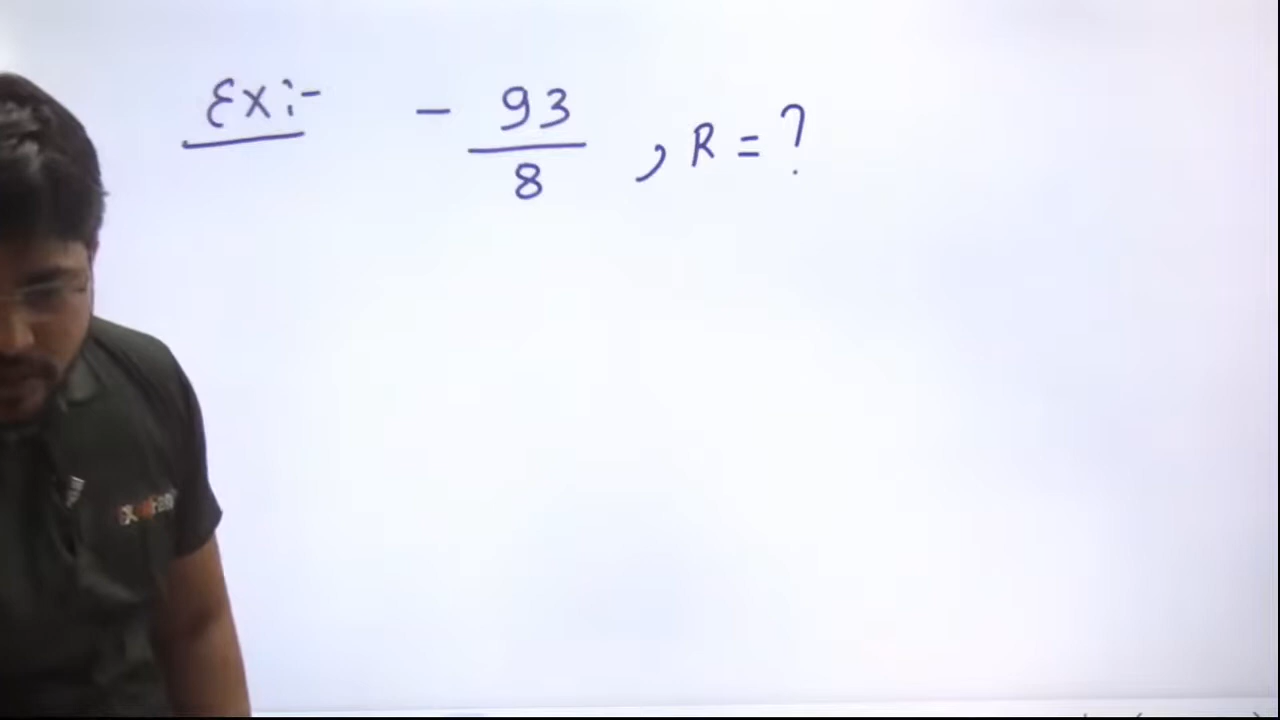 Ex:- - 93/8 , R = ?